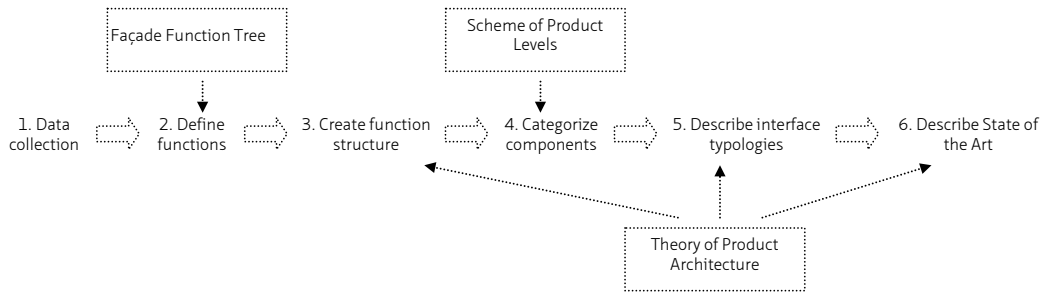 Façade Function Tree
Scheme of Product
Levels
1. Data
collection
2. Define
functions
3. Create function
structure
4. Categorize
components
5. Describe interface
typologies
6. Describe State of
the Art
Theory of Product
Architecture